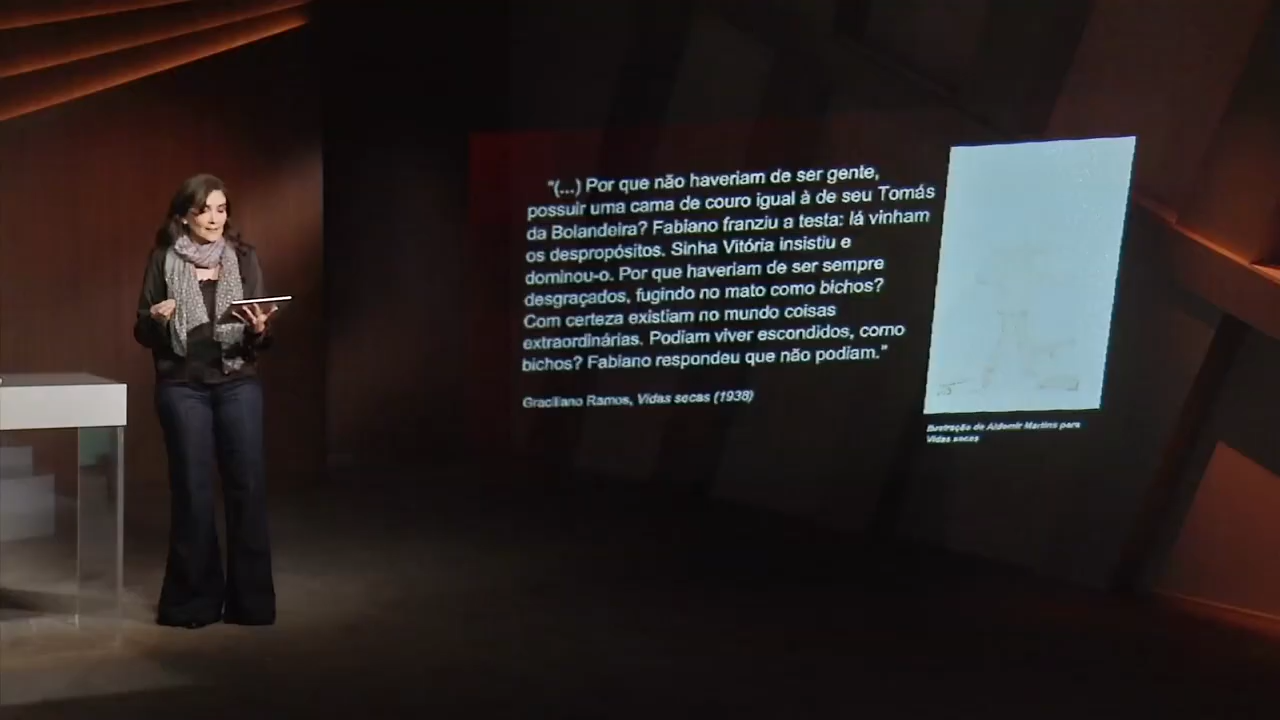 "(...) Por que não haveriam de ser gente,
possuir uma cama de couro igual à de seu Tomás
da Bolandeira? Fabiano franziu a testa: lá vinham
os despropósitos. Sinha Vitória insistiu e
dominou-o. Por que haveriam de ser sempre
desgraçados, fugindo no mato como bichos?
Com certeza existiam no mundo coisas
extraordinárias. Podiam viver escondidos, como
bichos? Fabiano respondeu que não podiam."
Graciliano Ramos, Vidas secas (1938)
Ilustração de Aldemir Martins para
Vidas secas